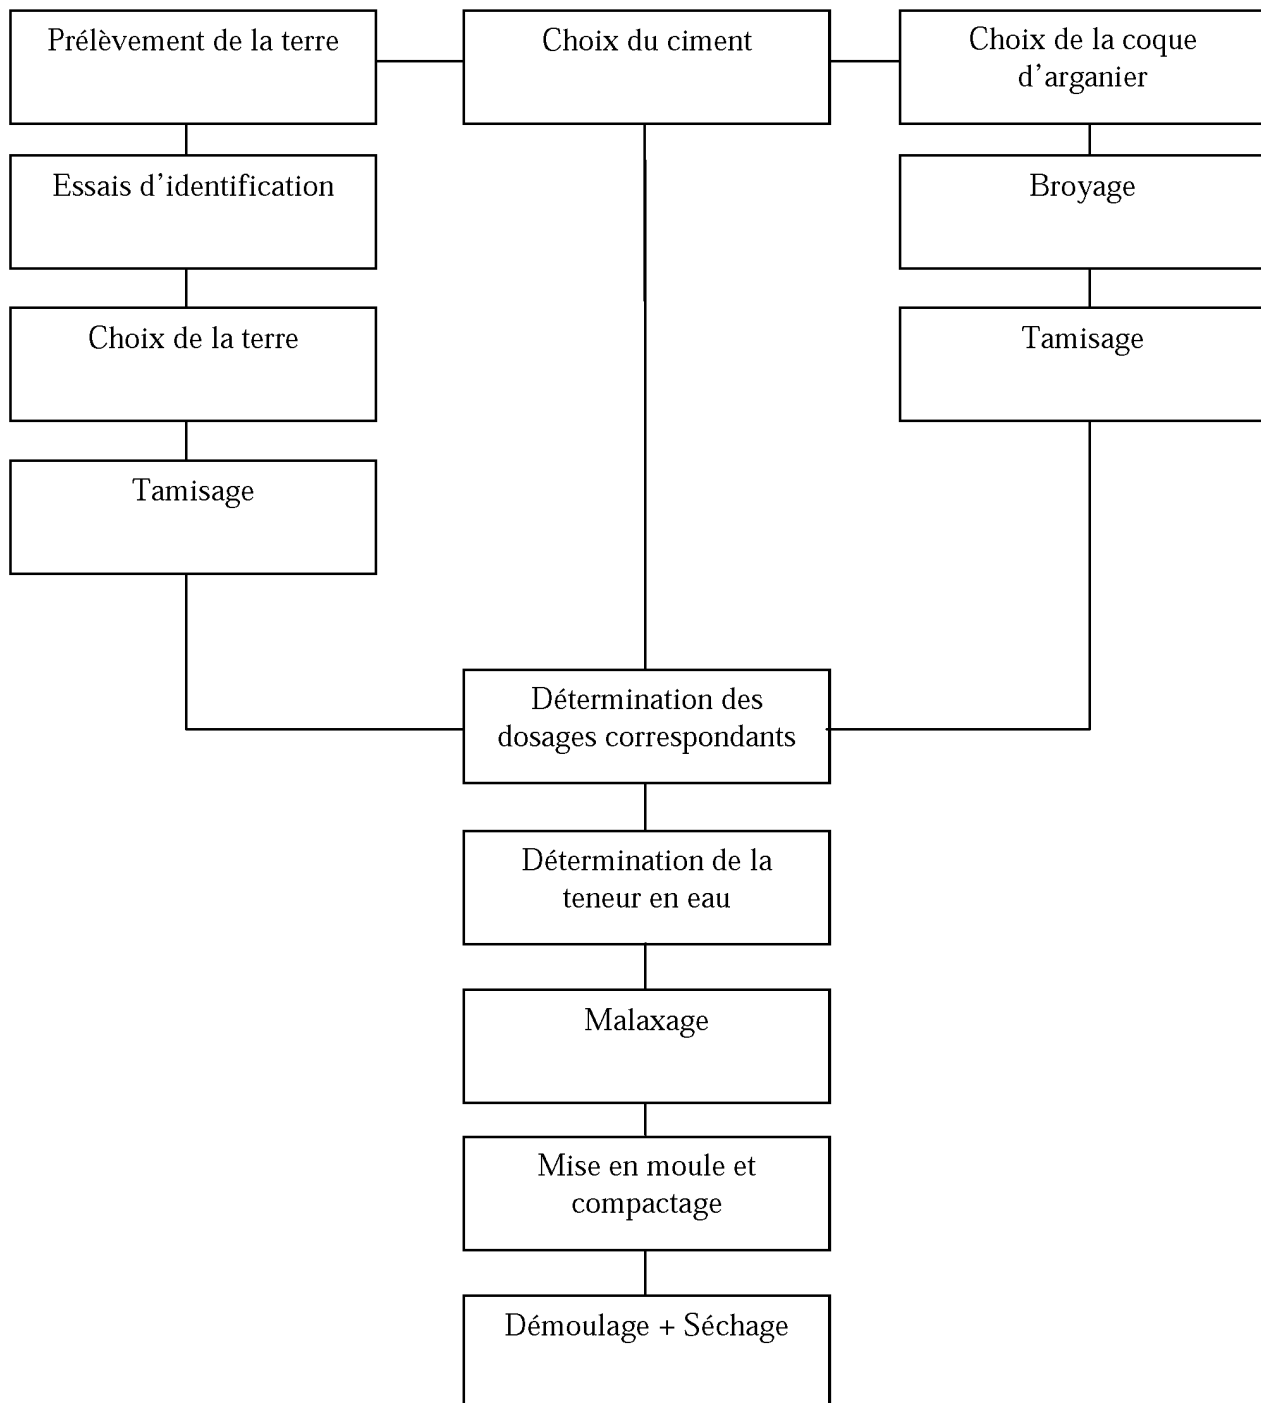 Prélèvement de la terre
Choix du ciment
Choix de la coque
d’arganier
Essais d’identification
Broyage
Choix de la terre
Tamisage
Tamisage
Détermination des
dosages correspondants
Détermination de la
teneur en eau
Malaxage
Mise en moule et
compactage
Démoulage + Séchage